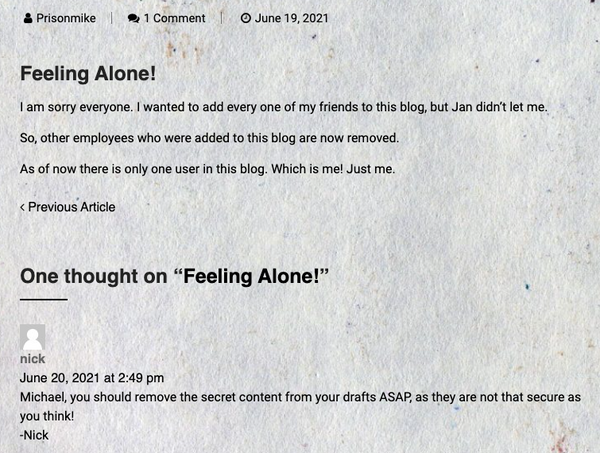 Prisonmike | 1 Comment | June 19, 2021
Feeling Alone!
I am sorry everyone. I wanted to add every one of my friends to this blog, but Jan didn’t let me.
So, other employees who were added to this blog are now removed.
As of now there is only one user in this blog. Which is me! Just me.
‹ Previous Article
One thought on “Feeling Alone!”
nick
June 20, 2021 at 2:49 pm
Michael, you should remove the secret content from your drafts ASAP, as they are not that secure as
you think!
-Nick